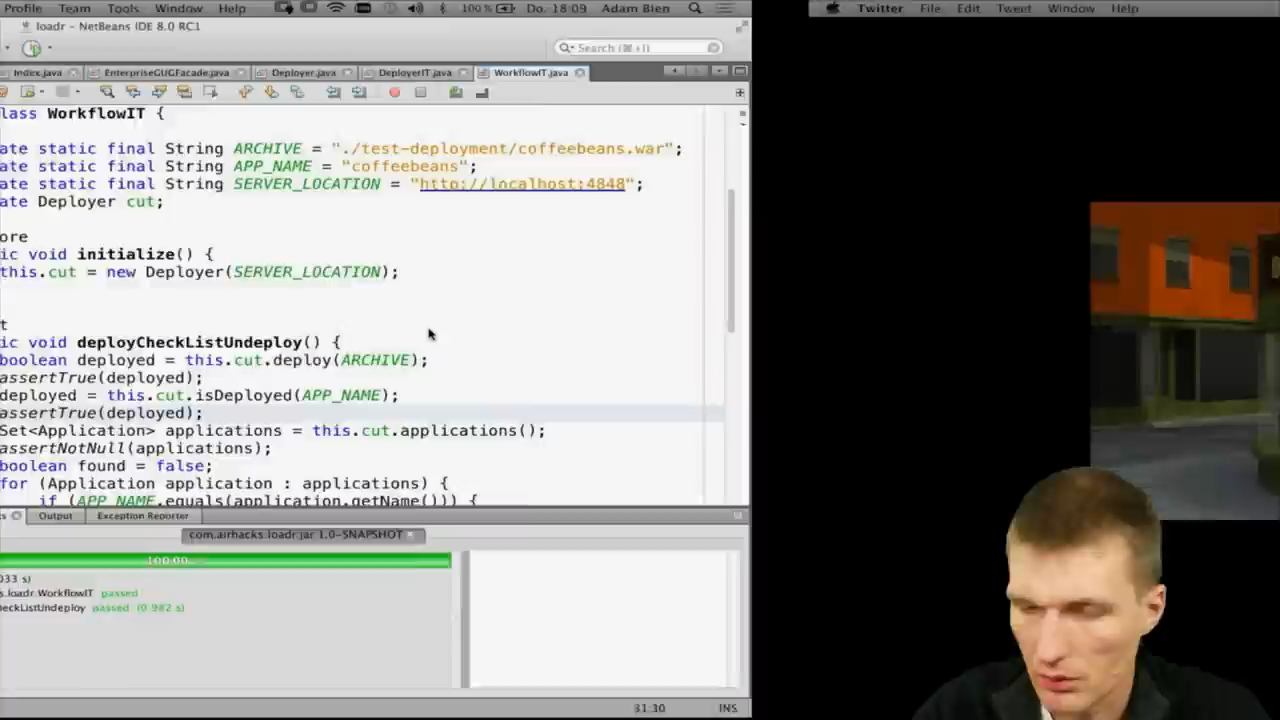 Profile Team Tools Window Help 100% Do. 18:09 Adam Bien
Twitter File Edit Tweet Window Help
loadr - NetBeans IDE 8.0 RC1
Search (⌘+I)
Index.java EnterpriseGUGFacade.java Deployer.java DeployerIT.java WorkflowIT.java
lass WorkflowIT {
ate static final String ARCHIVE = "./test-deployment/coffeebeans.war";
ate static final String APP_NAME = "coffeebeans";
ate static final String SERVER_LOCATION = "http://localhost:4848";
ate Deployer cut;
ore
ic void initialize() {
this.cut = new Deployer(SERVER_LOCATION);
t
ic void deployCheckListUndeploy() {
boolean deployed = this.cut.deploy(ARCHIVE);
assertTrue(deployed);
deployed = this.cut.isDeployed(APP_NAME);
assertTrue(deployed);
Set<Application> applications = this.cut.applications();
assertNotNull(applications);
boolean found = false;
for (Application application : applications) {
if (APP_NAME.equals(application.getName())) {
s Output Exception Reporter
com.airhacks.loadr:jar:1.0-SNAPSHOT
033 s)
s.loadr.WorkflowIT passed
eckListUndeploy passed (0.982 s)
31:30 INS